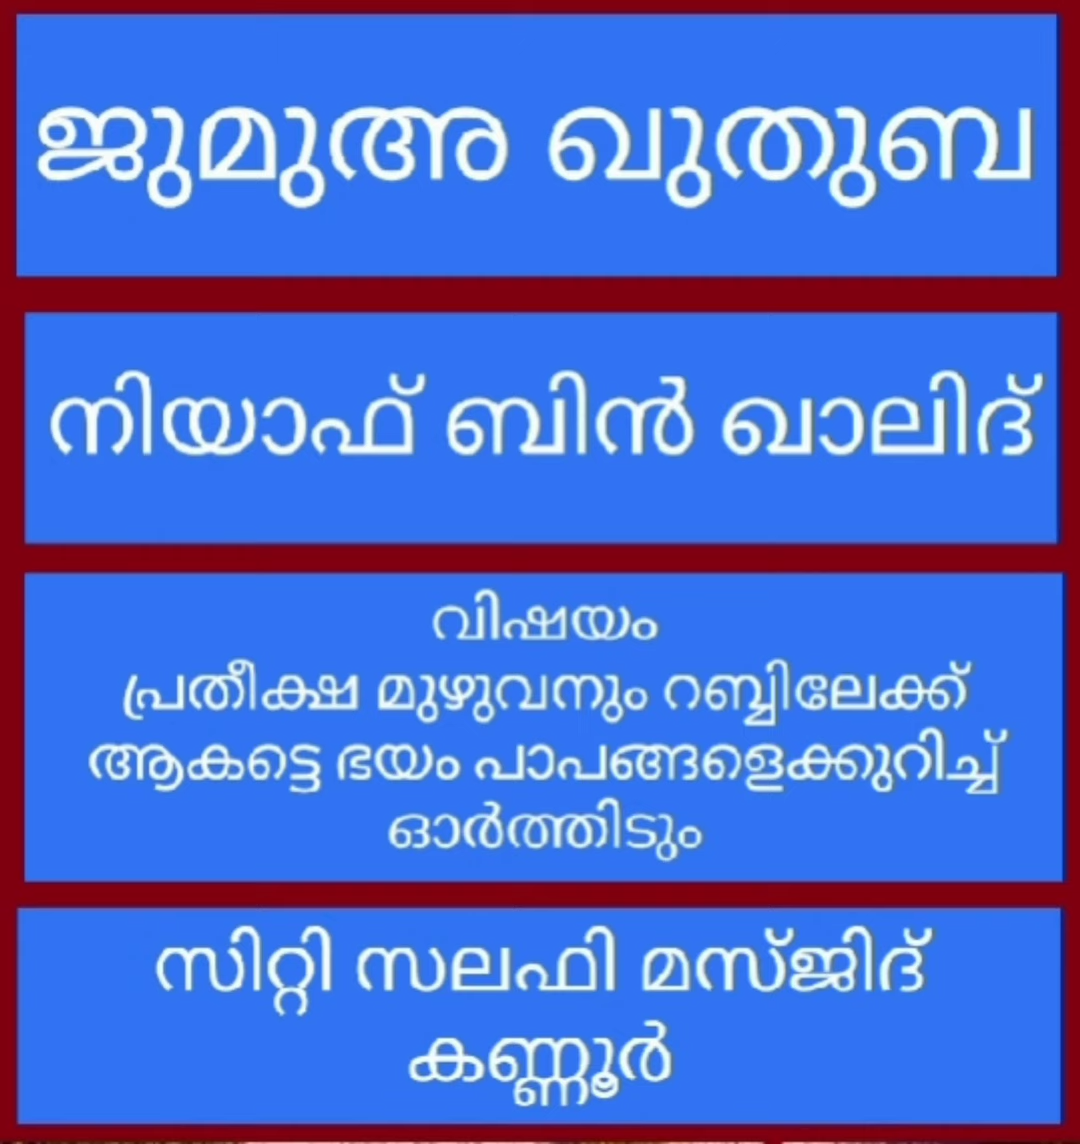 ജുമുഅ ഖുതുബ
നിയാഫ് ബിൻ ഖാലിദ്
വിഷയം
പ്രതീക്ഷ മുഴുവനും റബ്ബിലേക്ക്
ആകട്ടെ ഭയം പാപങ്ങളെക്കുറിച്ച്
ഓർത്തിടും
സിറ്റി സലഫി മസ്ജിദ്
കണ്ണൂർ